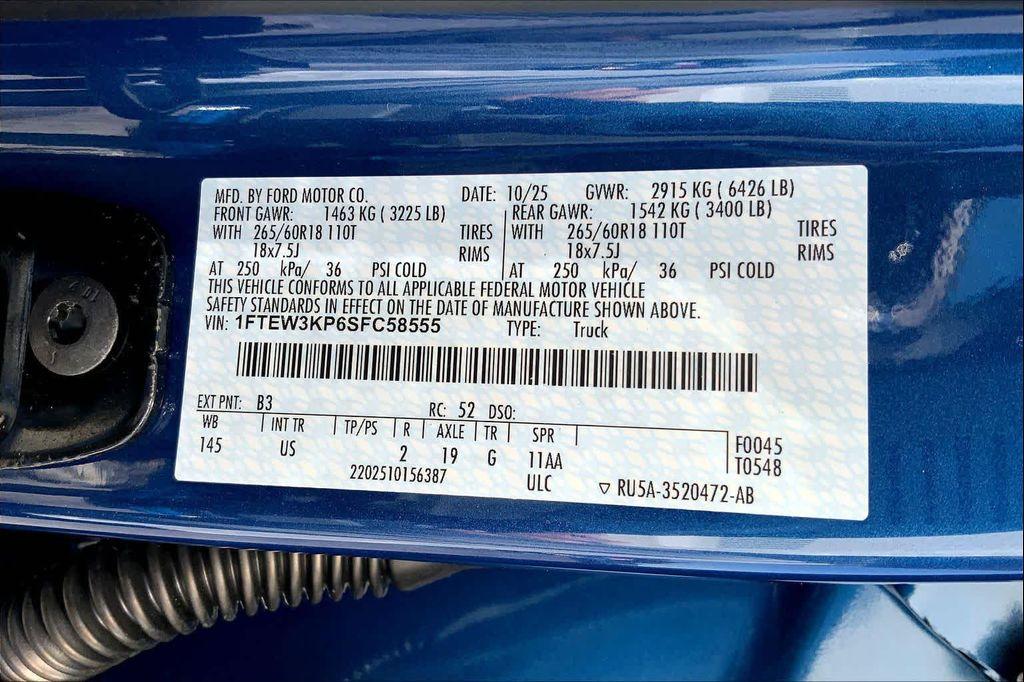 MFD. BY FORD MOTOR CO. DATE: 10/25 GVWR: 2915 KG ( 6426 LB)
FRONT GAWR: 1463 KG ( 3225 LB) REAR GAWR: 1542 KG ( 3400 LB)
WITH 265/60R18 110T TIRES WITH 265/60R18 110T TIRES
18x7.5J RIMS 18x7.5J RIMS
AT 250 kPa/ 36 PSI COLD AT 250 kPa/ 36 PSI COLD
THIS VEHICLE CONFORMS TO ALL APPLICABLE FEDERAL MOTOR VEHICLE
SAFETY STANDARDS IN EFFECT ON THE DATE OF MANUFACTURE SHOWN ABOVE.
VIN: 1FTEW3KP6SFC58555 TYPE: Truck
EXT PNT: B3 RC: 52 DSO:
WB INT TR TP/PS R AXLE TR SPR F0045
145 US 2 19 G 11AA T0548
2202510156387 ULC ▽ RU5A-3520472-AB